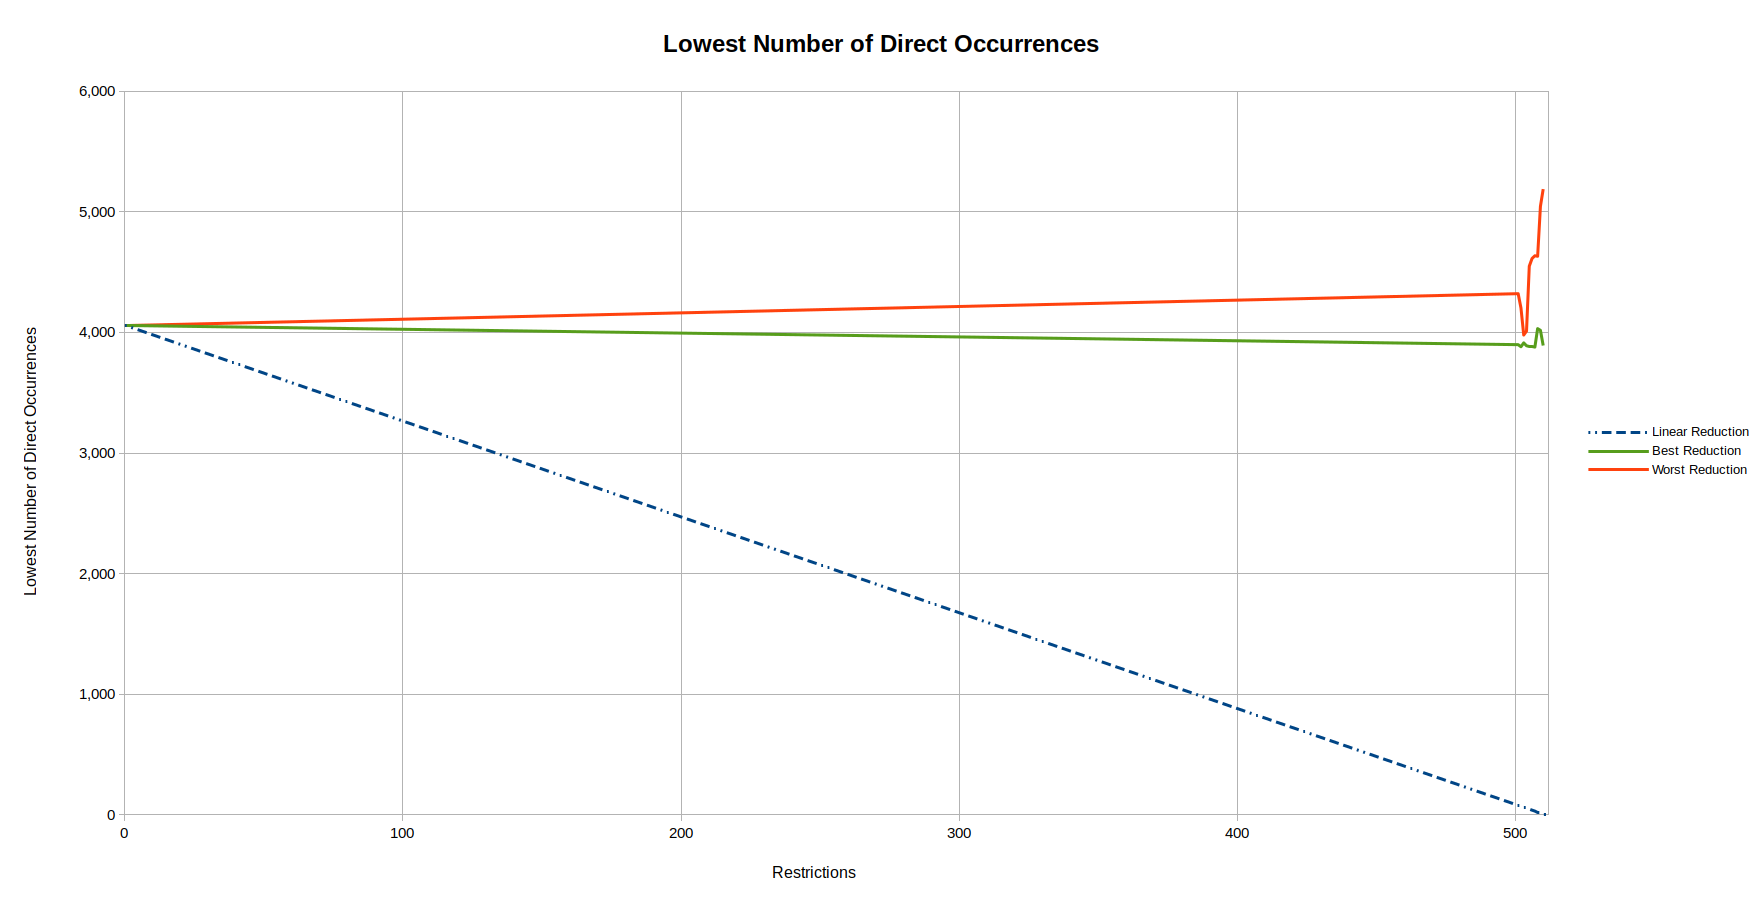 Lowest Number of Direct Occurrences
6,000
5,000
4,000
3,000
2,000
1,000
0
Lowest Number of Direct Occurrences
0 100 200 300 400 500
Restrictions
Linear Reduction
Best Reduction
Worst Reduction